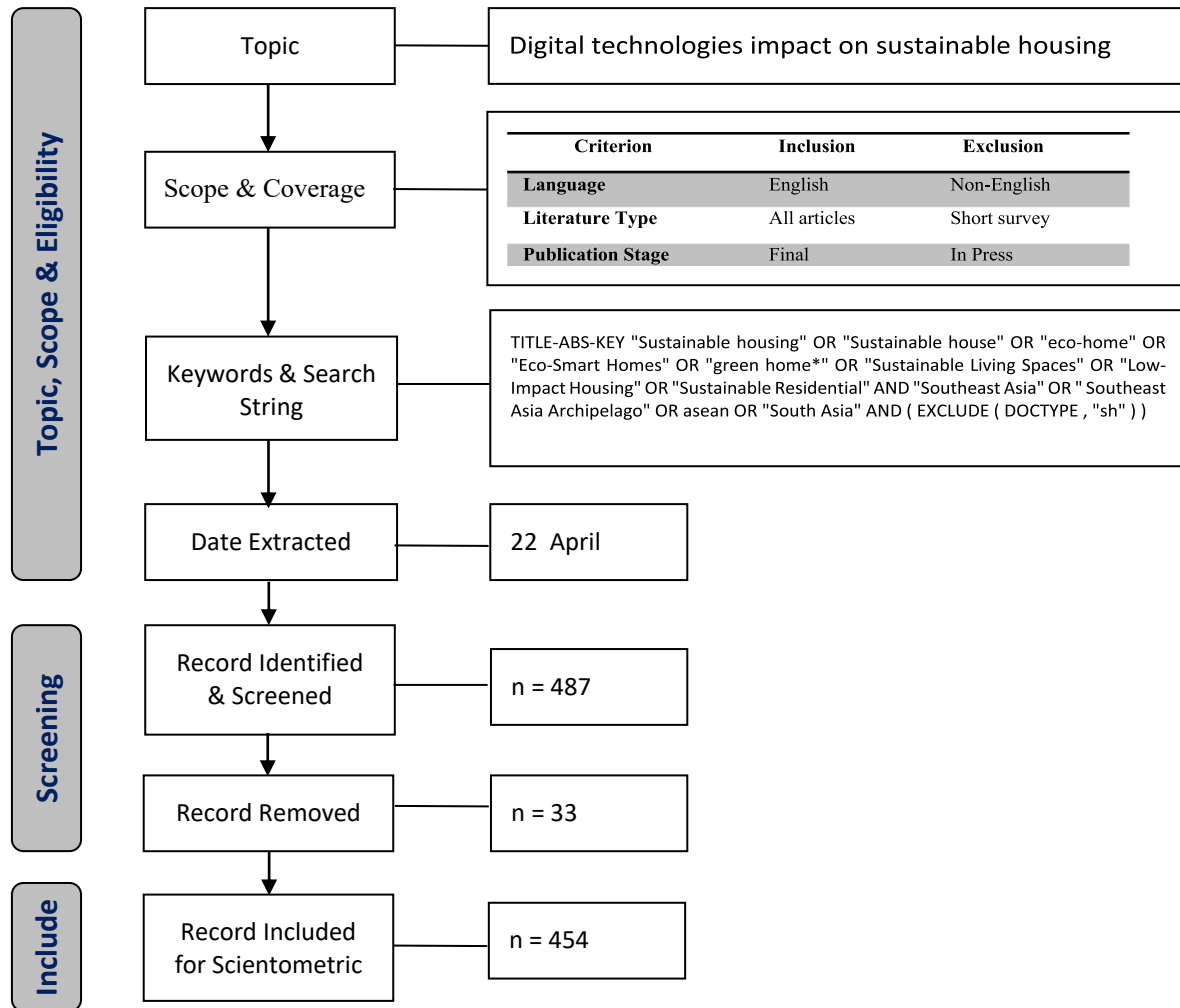 Topic, Scope & Eligibility
Topic
Digital technologies impact on sustainable housing
Scope & Coverage
Criterion Inclusion Exclusion
Language English Non-English
Literature Type All articles Short survey
Publication Stage Final In Press
Keywords & Search
String
TITLE-ABS-KEY "Sustainable housing" OR "Sustainable house" OR "eco-home" OR
"Eco-Smart Homes" OR "green home*" OR "Sustainable Living Spaces" OR "Low-
Impact Housing" OR "Sustainable Residential" AND "Southeast Asia" OR " Southeast
Asia Archipelago" OR asean OR "South Asia" AND ( EXCLUDE ( DOCTYPE , "sh" ) )
Date Extracted
22 April
Screening
Record Identified
& Screened
n = 487
Record Removed
n = 33
Include
Record Included
for Scientometric
n = 454